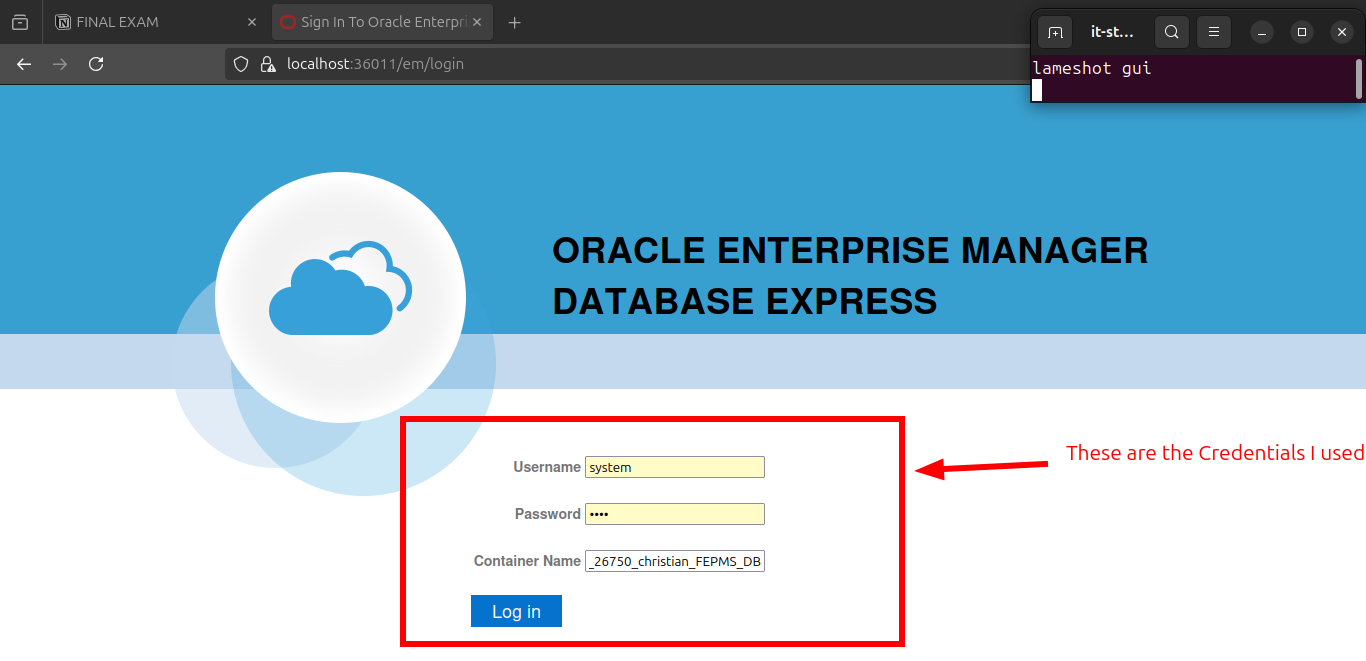 FINAL EXAM
Sign In To Oracle Enterpri
it-st...
localhost:36011/em/login
lameshot gui
ORACLE ENTERPRISE MANAGER
DATABASE EXPRESS
These are the Credentials I used
Username system
Password ••••
Container Name _26750_christian_FEPMS_DB
Log in